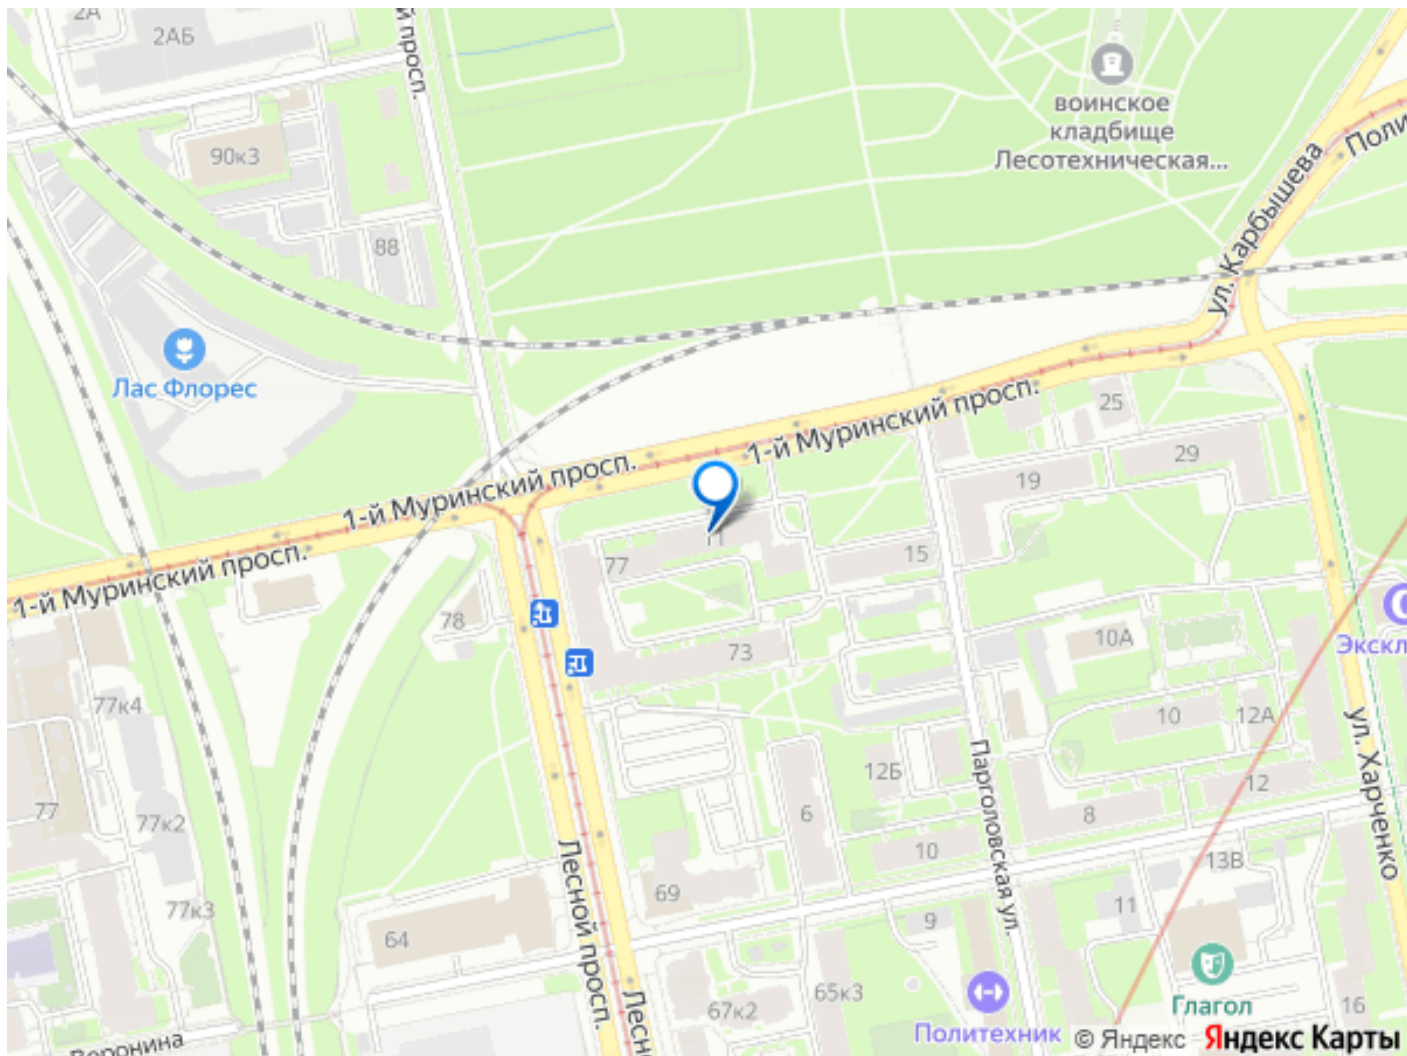 2А
2АБ
й просп.
воинское
кладбище
Лесотехническая...
Поли
90к3
ул. Карбышева
88
Лас Флорес
1-й Муринский просп.
25
1-й Муринский просп.
29
19
1-й Муринский просп.
11
15
77
78
10А
Экскл
73
77к4
10
12А
ул. Харченко
Парголовская ул.
12Б
12
77
6
8
77к2
10
13В
Лесной просп.
69
77к3
11
9
64
65к3
Глагол
67к2
16
Лесн
Политехник
© Яндекс
Яндекс Карты
Воронина